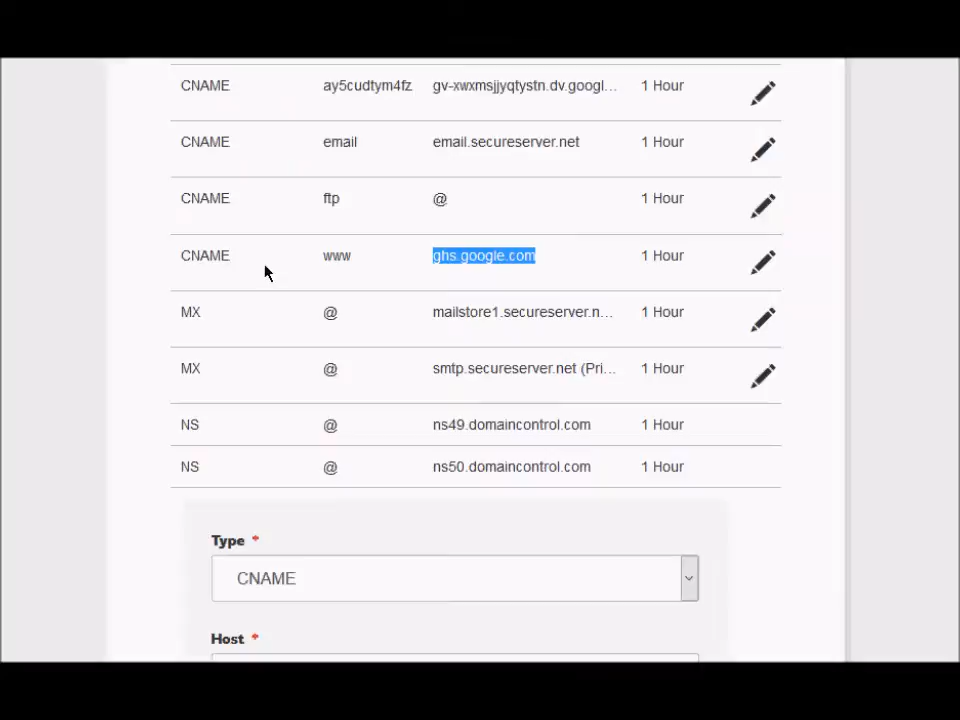 CNAME ay5cudtym4fz gv-xwxmsjjyqtystn.dv.googl... 1 Hour
CNAME email email.secureserver.net 1 Hour
CNAME ftp @ 1 Hour
CNAME www ghs.google.com 1 Hour
MX @ mailstore1.secureserver.n... 1 Hour
MX @ smtp.secureserver.net (Pri... 1 Hour
NS @ ns49.domaincontrol.com 1 Hour
NS @ ns50.domaincontrol.com 1 Hour
Type *
CNAME
Host *